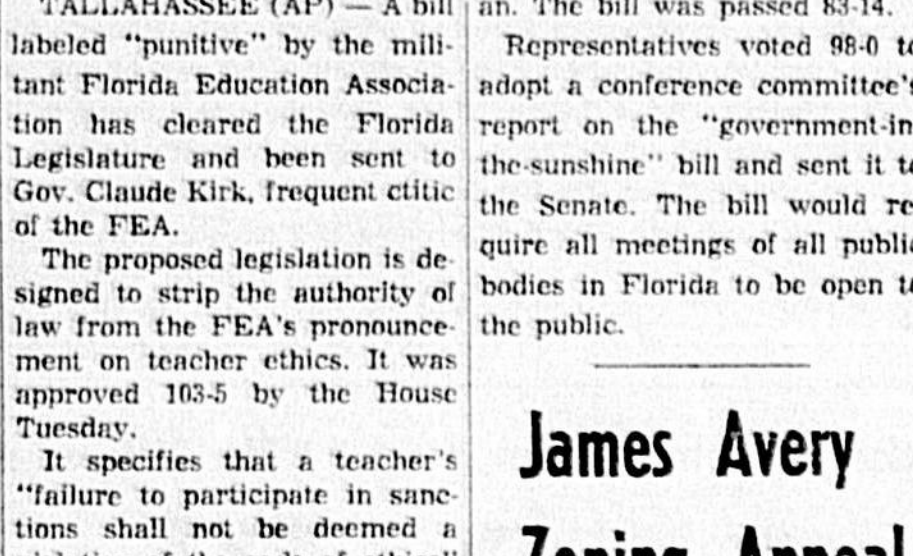 TALLAHASSEE (AP) — A bill
labeled "punitive" by the mili-
tant Florida Education Associa-
tion has cleared the Florida
Legislature and been sent to
Gov. Claude Kirk, frequent ctitic
of the FEA.
The proposed legislation is de-
signed to strip the authority of
law from the FEA's pronounce-
ment on teacher ethics. It was
approved 103-5 by the House
Tuesday.
It specifies that a teacher's
"failure to participate in sanc-
tions shall not be deemed a
an. The bill was passed 83-14.
Representatives voted 98-0 to
adopt a conference committee's
report on the "government-in
the-sunshine" bill and sent it to
the Senate. The bill would re
quire all meetings of all public
bodies in Florida to be open to
the public.
James Avery
Zoning Appeal